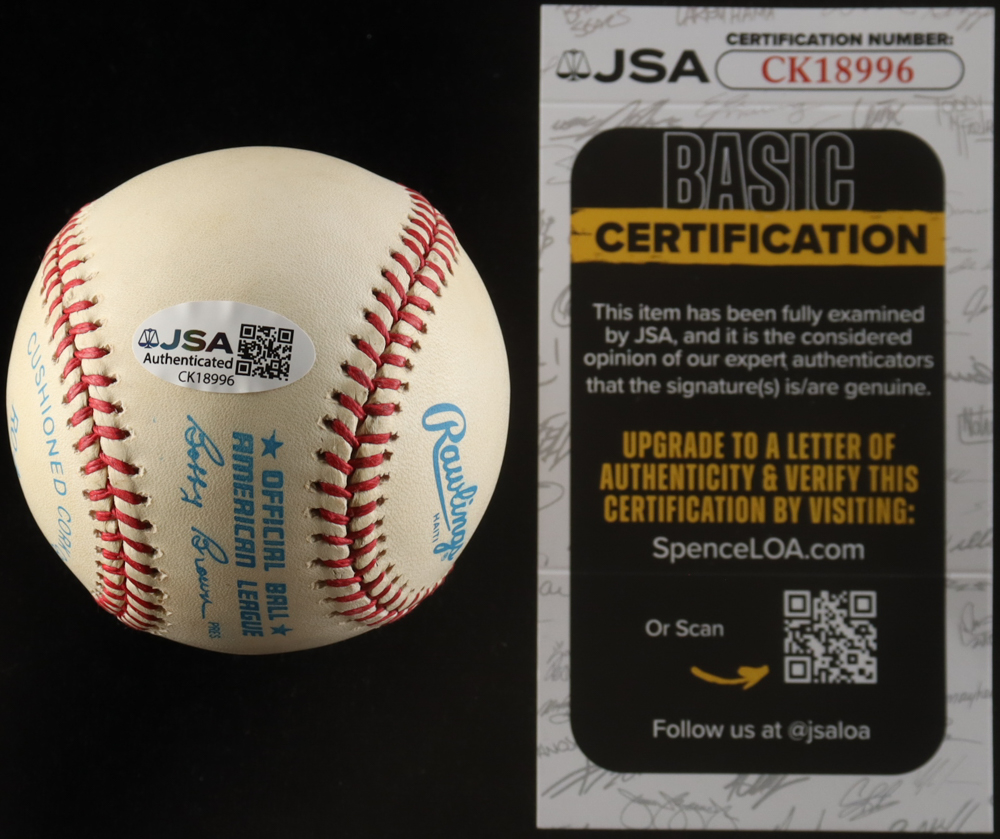 JSA
Authenticated
CK18996
CUSHIONED COR
★ OFFICIAL BALL ★
AMERICAN LEAGUE
Bobby Brown PRES
Rawlings
HAITI
JSA
CERTIFICATION NUMBER:
CK18996
BASIC
CERTIFICATION
This item has been fully examined
by JSA, and it is the considered
opinion of our expert authenticators
that the signature(s) is/are genuine.
UPGRADE TO A LETTER OF
AUTHENTICITY & VERIFY THIS
CERTIFICATION BY VISITING:
SpenceLOA.com
Or Scan
Follow us at @jsaloa